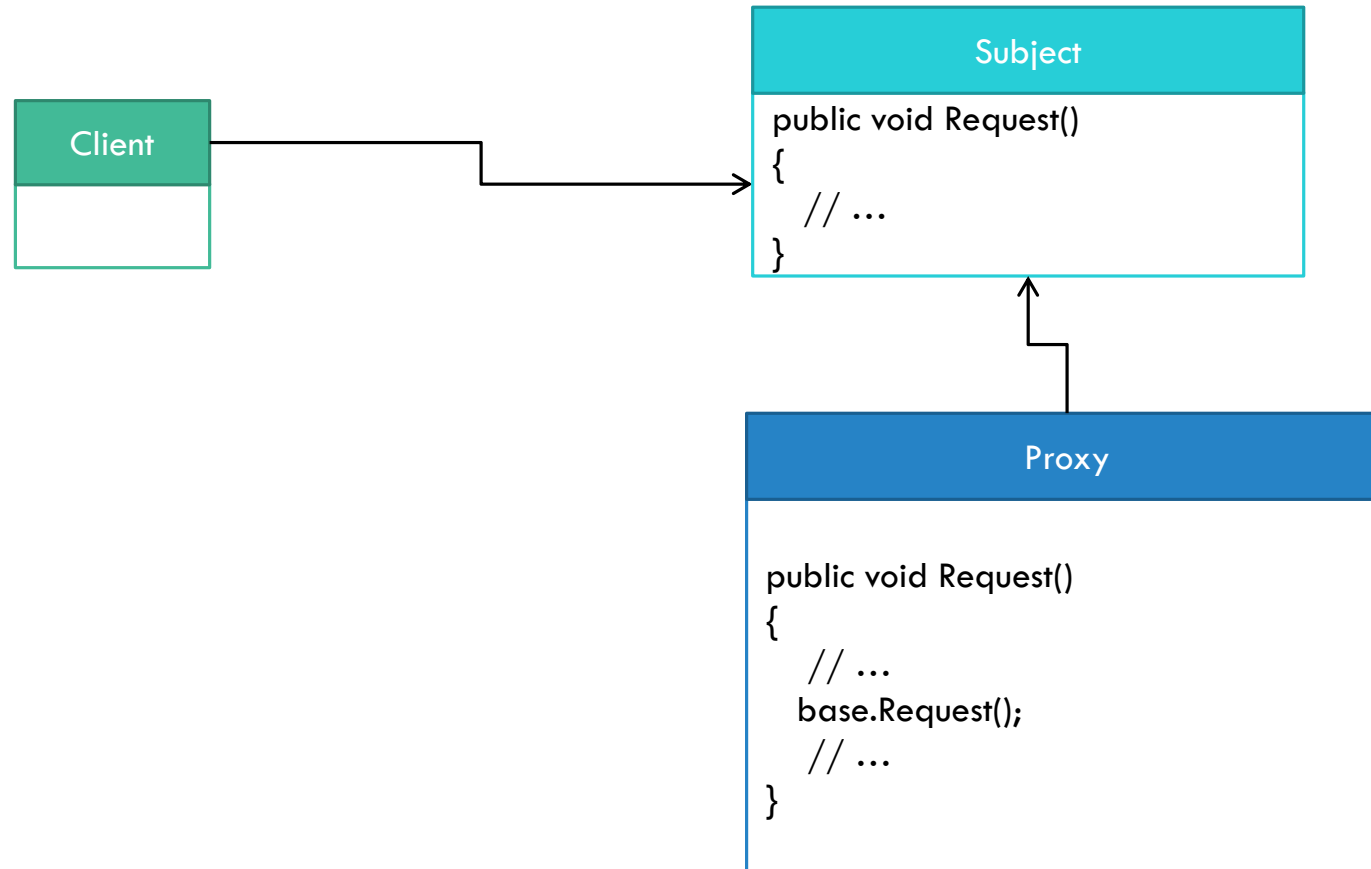 Client
Subject
public void Request()
{
// …
}
Proxy
public void Request()
{
// …
base.Request();
// …
}